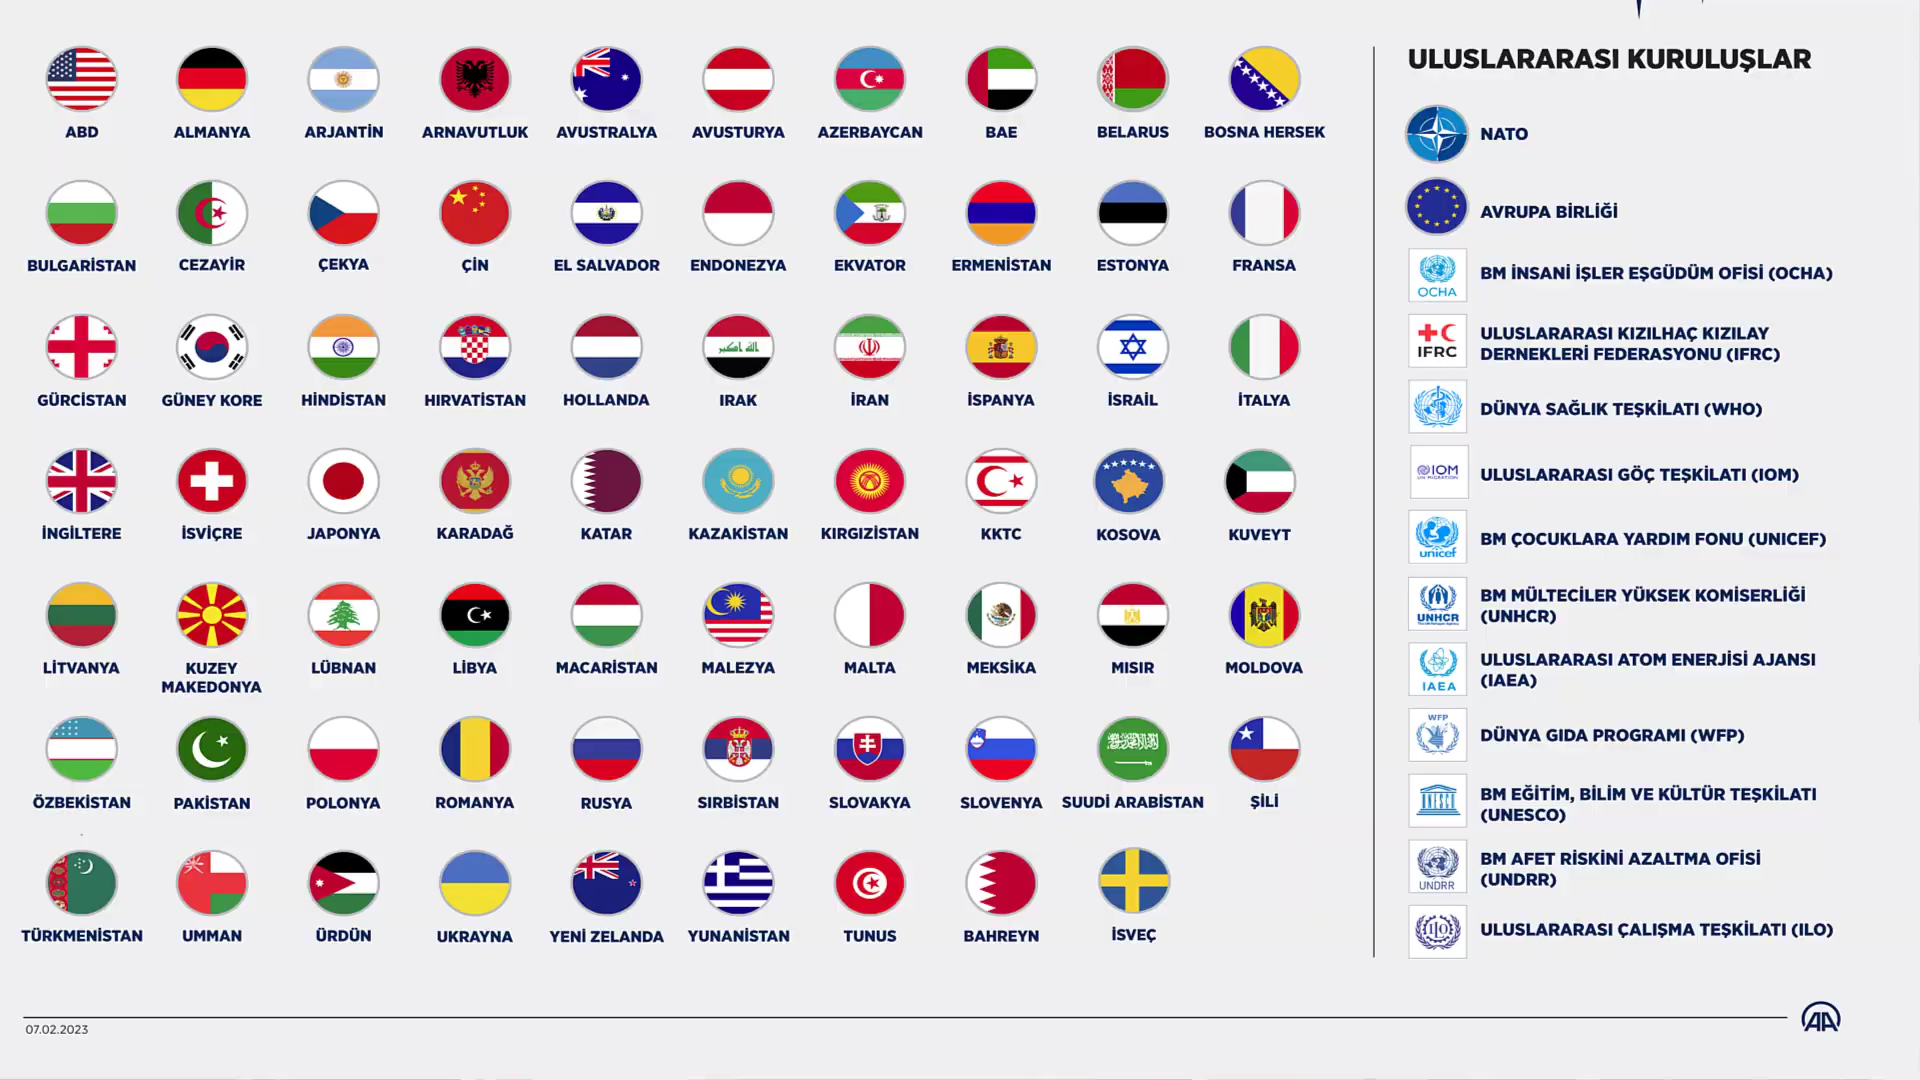 ULUSLARARASI KURULUŞLAR
ABD
ALMANYA
ARJANTİN
ARNAVUTLUK
AVUSTRALYA
AVUSTURYA
AZERBAYCAN
BAE
BELARUS
BOSNA HERSEK
BULGARİSTAN
CEZAYİR
ÇEKYA
ÇİN
EL SALVADOR
ENDONEZYA
EKVATOR
ERMENİSTAN
ESTONYA
FRANSA
GÜRCİSTAN
GÜNEY KORE
HİNDİSTAN
HIRVATİSTAN
HOLLANDA
IRAK
İRAN
İSPANYA
İSRAİL
İTALYA
İNGİLTERE
İSVİÇRE
JAPONYA
KARADAĞ
KATAR
KAZAKİSTAN
KIRGIZİSTAN
KKTC
KOSOVA
KUVEYT
LİTVANYA
KUZEY
MAKEDONYA
LÜBNAN
LİBYA
MACARİSTAN
MALEZYA
MALTA
MEKSİKA
MISIR
MOLDOVA
ÖZBEKİSTAN
PAKİSTAN
POLONYA
ROMANYA
RUSYA
SIRBİSTAN
SLOVAKYA
SLOVENYA
SUUDİ ARABİSTAN
ŞİLİ
TÜRKMENİSTAN
UMMAN
ÜRDÜN
UKRAYNA
YENİ ZELANDA
YUNANİSTAN
TUNUS
BAHREYN
İSVEÇ
NATO
AVRUPA BİRLİĞİ
OCHA
BM İNSANİ İŞLER EŞGÜDÜM OFİSİ (OCHA)
IFRC
ULUSLARARASI KIZILHAÇ KIZILAY
DERNEKLERİ FEDERASYONU (IFRC)
DÜNYA SAĞLIK TEŞKİLATI (WHO)
IOM
UN MIGRATION
ULUSLARARASI GÖÇ TEŞKİLATI (IOM)
unicef
BM ÇOCUKLARA YARDIM FONU (UNICEF)
UNHCR
BM MÜLTECİLER YÜKSEK KOMİSERLİĞİ
(UNHCR)
IAEA
ULUSLARARASI ATOM ENERJİSİ AJANSI
(IAEA)
WFP
DÜNYA GIDA PROGRAMI (WFP)
BM EĞİTİM, BİLİM VE KÜLTÜR TEŞKİLATI
(UNESCO)
UNDRR
BM AFET RİSKİNİ AZALTMA OFİSİ
(UNDRR)
ILO
ULUSLARARASI ÇALIŞMA TEŞKİLATI (ILO)
07.02.2023
AA